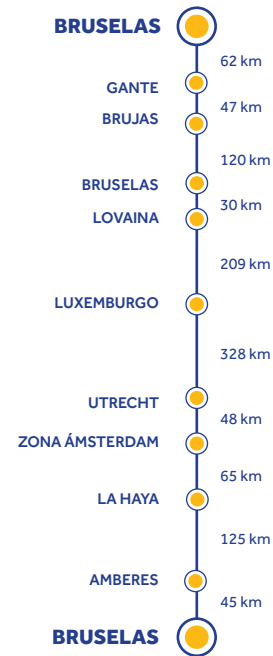 BRUSELAS
62 km
GANTE
47 km
BRUJAS
120 km
BRUSELAS
30 km
LOVAINA
209 km
LUXEMBURGO
328 km
UTRECHT
48 km
ZONA ÁMSTERDAM
65 km
LA HAYA
125 km
AMBERES
45 km
BRUSELAS